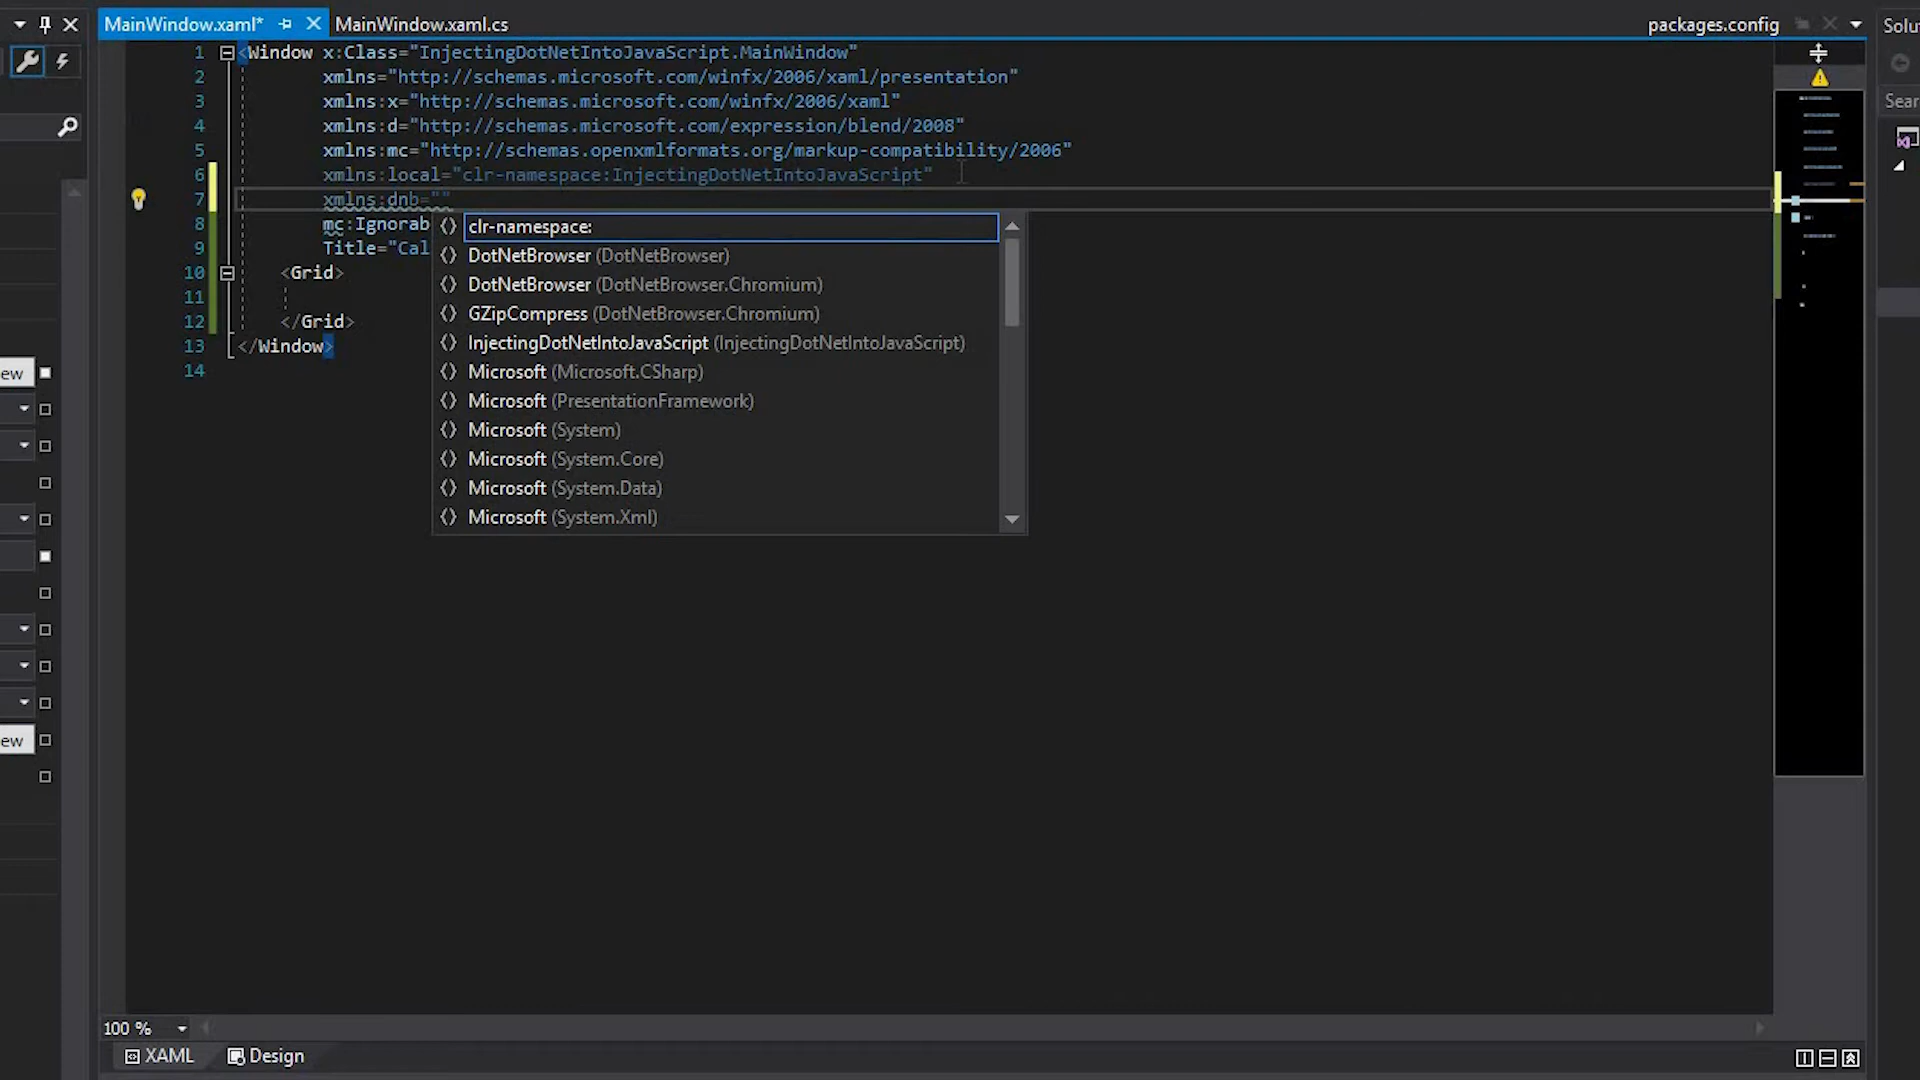 MainWindow.xaml*
MainWindow.xaml.cs
packages.config
Solu
Sear
1 <Window x:Class="InjectingDotNetIntoJavaScript.MainWindow"
2 xmlns="http://schemas.microsoft.com/winfx/2006/xaml/presentation"
3 xmlns:x="http://schemas.microsoft.com/winfx/2006/xaml"
4 xmlns:d="http://schemas.microsoft.com/expression/blend/2008"
5 xmlns:mc="http://schemas.openxmlformats.org/markup-compatibility/2006"
6 xmlns:local="clr-namespace:InjectingDotNetIntoJavaScript"
7 xmlns:dnb=""
8 mc:Ignorab
9 Title="Cal
10 <Grid>
11
12 </Grid>
13 </Window>
14
clr-namespace:
DotNetBrowser (DotNetBrowser)
DotNetBrowser (DotNetBrowser.Chromium)
GZipCompress (DotNetBrowser.Chromium)
InjectingDotNetIntoJavaScript (InjectingDotNetIntoJavaScript)
Microsoft (Microsoft.CSharp)
Microsoft (PresentationFramework)
Microsoft (System)
Microsoft (System.Core)
Microsoft (System.Data)
Microsoft (System.Xml)
ew
ew
100 %
XAML
Design